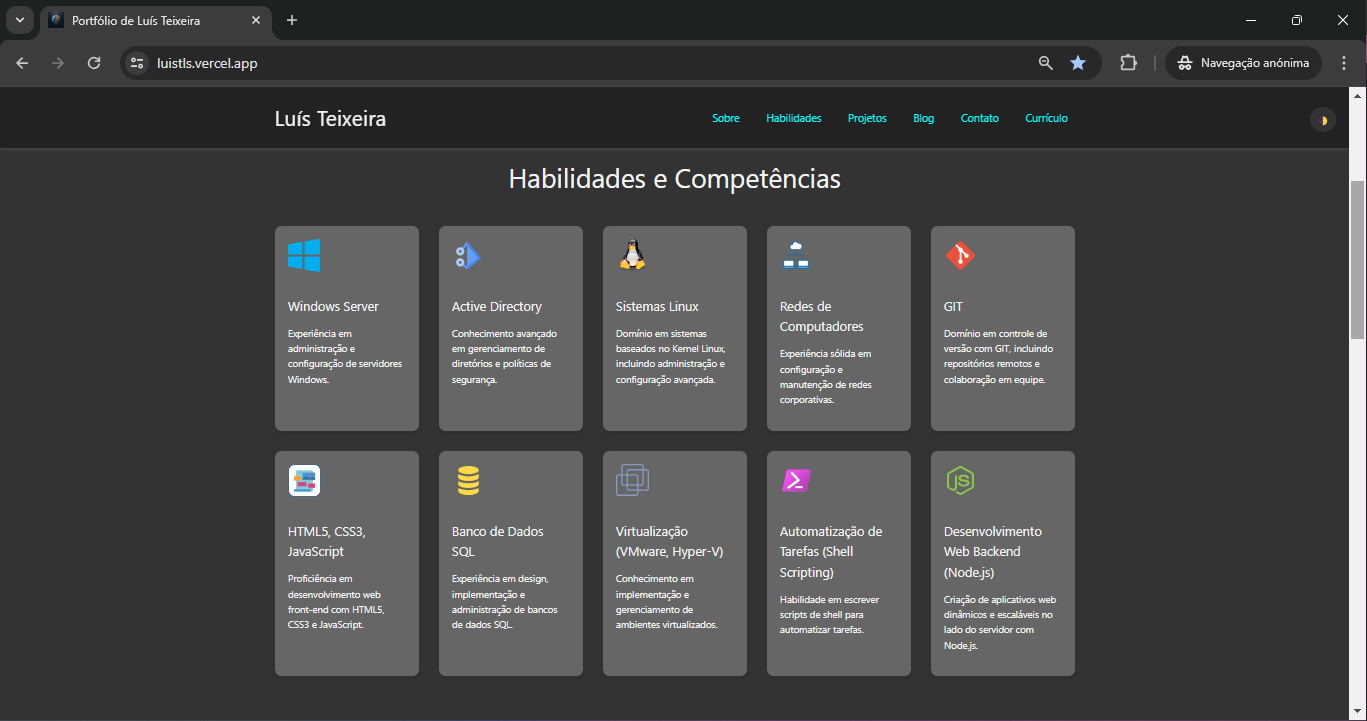 Portfólio de Luís Teixeira
luistls.vercel.app
Navegação anónima
Luís Teixeira
Sobre
Habilidades
Projetos
Blog
Contato
Currículo
Habilidades e Competências
Windows Server
Experiência em
administração e
configuração de servidores
Windows.
Active Directory
Conhecimento avançado
em gerenciamento de
diretórios e políticas de
segurança.
Sistemas Linux
Domínio em sistemas
baseados no Kernel Linux,
incluindo administração e
configuração avançada.
Redes de
Computadores
Experiência sólida em
configuração e
manutenção de redes
corporativas.
GIT
Domínio em controle de
versão com GIT, incluindo
repositórios remotos e
colaboração em equipe.
HTML5, CSS3,
JavaScript
Proficiência em
desenvolvimento web
front-end com HTML5,
CSS3 e JavaScript.
Banco de Dados
SQL
Experiência em design,
implementação e
administração de bancos
de dados SQL.
Virtualização
(VMware, Hyper-V)
Conhecimento em
implementação e
gerenciamento de
ambientes virtualizados.
Automatização de
Tarefas (Shell
Scripting)
Habilidade em escrever
scripts de shell para
automatizar tarefas.
JS
Desenvolvimento
Web Backend
(Node.js)
Criação de aplicativos web
dinâmicos e escaláveis no
lado do servidor com
Node.js.